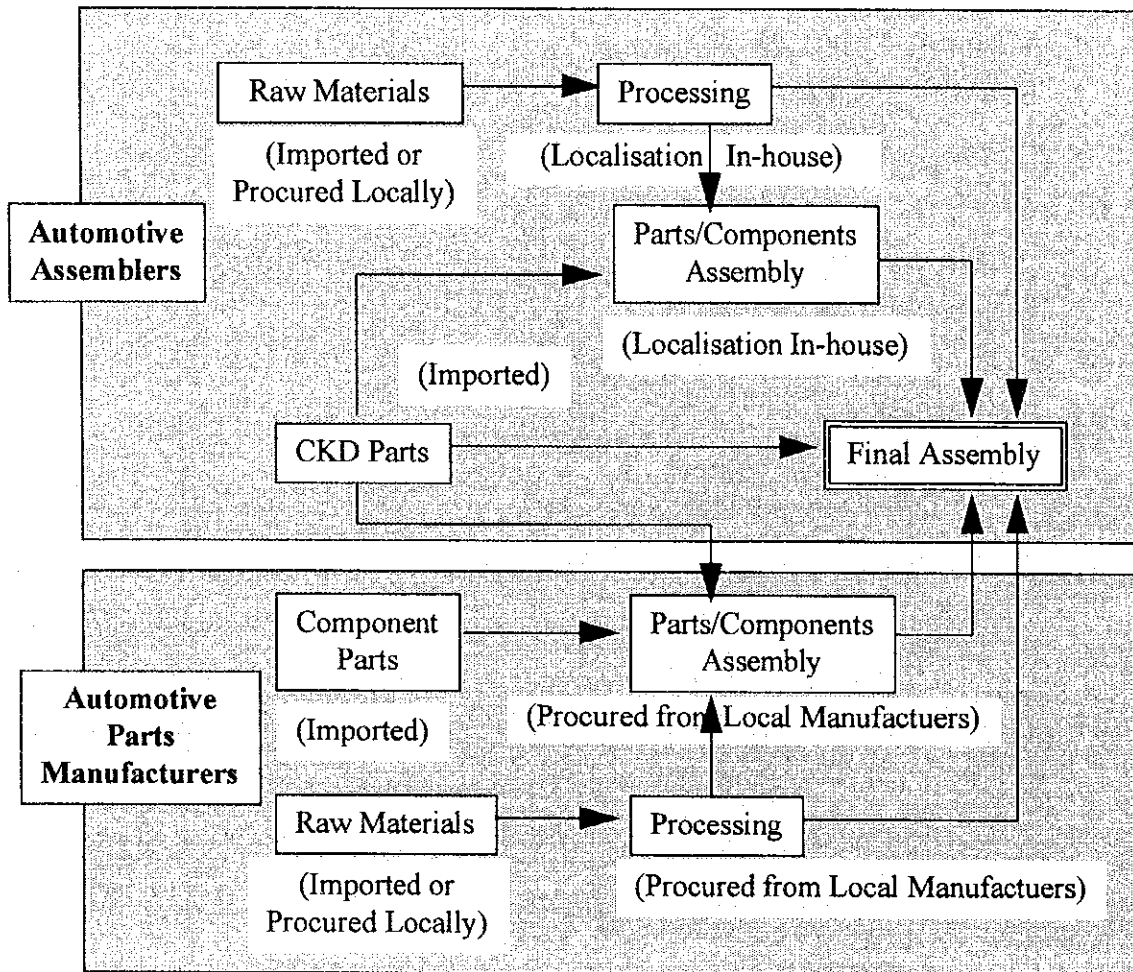 Raw Materials
Processing
(Imported or
Procured Locally)
(Localisation In-house)
Automotive
Assemblers
Parts/Components
Assembly
(Localisation In-house)
(Imported)
CKD Parts
Final Assembly
Component
Parts
Parts/Components
Assembly
Automotive
Parts
Manufacturers
(Imported)
(Procured from Local Manufactuers)
Raw Materials
Processing
(Imported or
Procured Locally)
(Procured from Local Manufactuers)